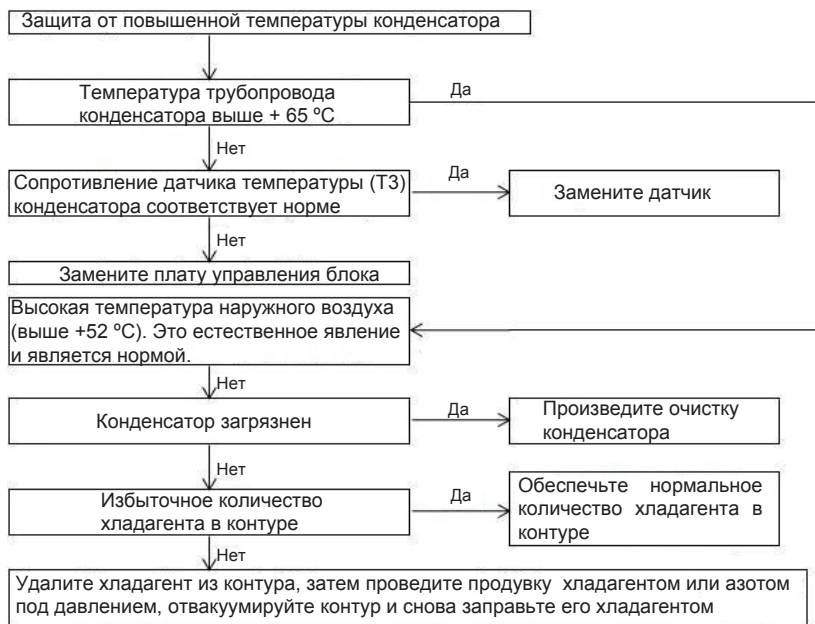 Защита от повышенной температуры конденсатора
Температура трубопровода
конденсатора выше + 65 ºC
Да
Нет
Сопротивление датчика температуры (Т3)
конденсатора соответствует норме
Да
Замените датчик
Нет
Замените плату управления блока
Высокая температура наружного воздуха
(выше +52 ºC). Это естественное явление
и является нормой.
Нет
Конденсатор загрязнен
Да
Произведите очистку
конденсатора
Нет
Избыточное количество
хладагента в контуре
Да
Обеспечьте нормальное
количество хладагента в
контуре
Нет
Удалите хладагент из контура, затем проведите продувку хладагентом или азотом
под давлением, отвакуумируйте контур и снова заправьте его хладагентом